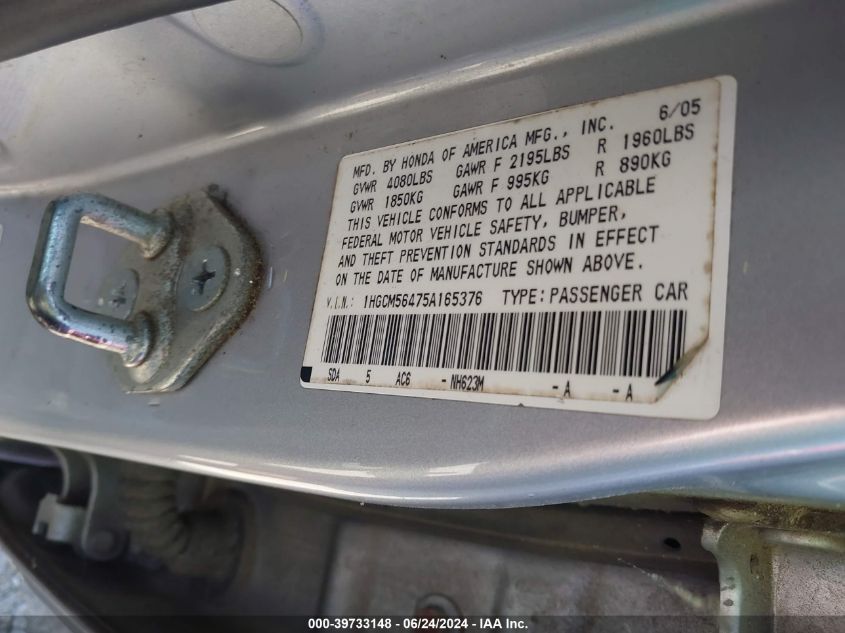 MFD. BY HONDA OF AMERICA MFG., INC. 6/05
GVWR 4080LBS GAWR F 2195LBS R 1960LBS
GVWR 1850KG GAWR F 995KG R 890KG
THIS VEHICLE CONFORMS TO ALL APPLICABLE
FEDERAL MOTOR VEHICLE SAFETY, BUMPER,
AND THEFT PREVENTION STANDARDS IN EFFECT
ON THE DATE OF MANUFACTURE SHOWN ABOVE.
V.I.N.: 1HGCM56475A165376 TYPE: PASSENGER CAR
SDA 5 AC6 - NH623M - A - A
000-39733148 - 06/24/2024 - IAA Inc.